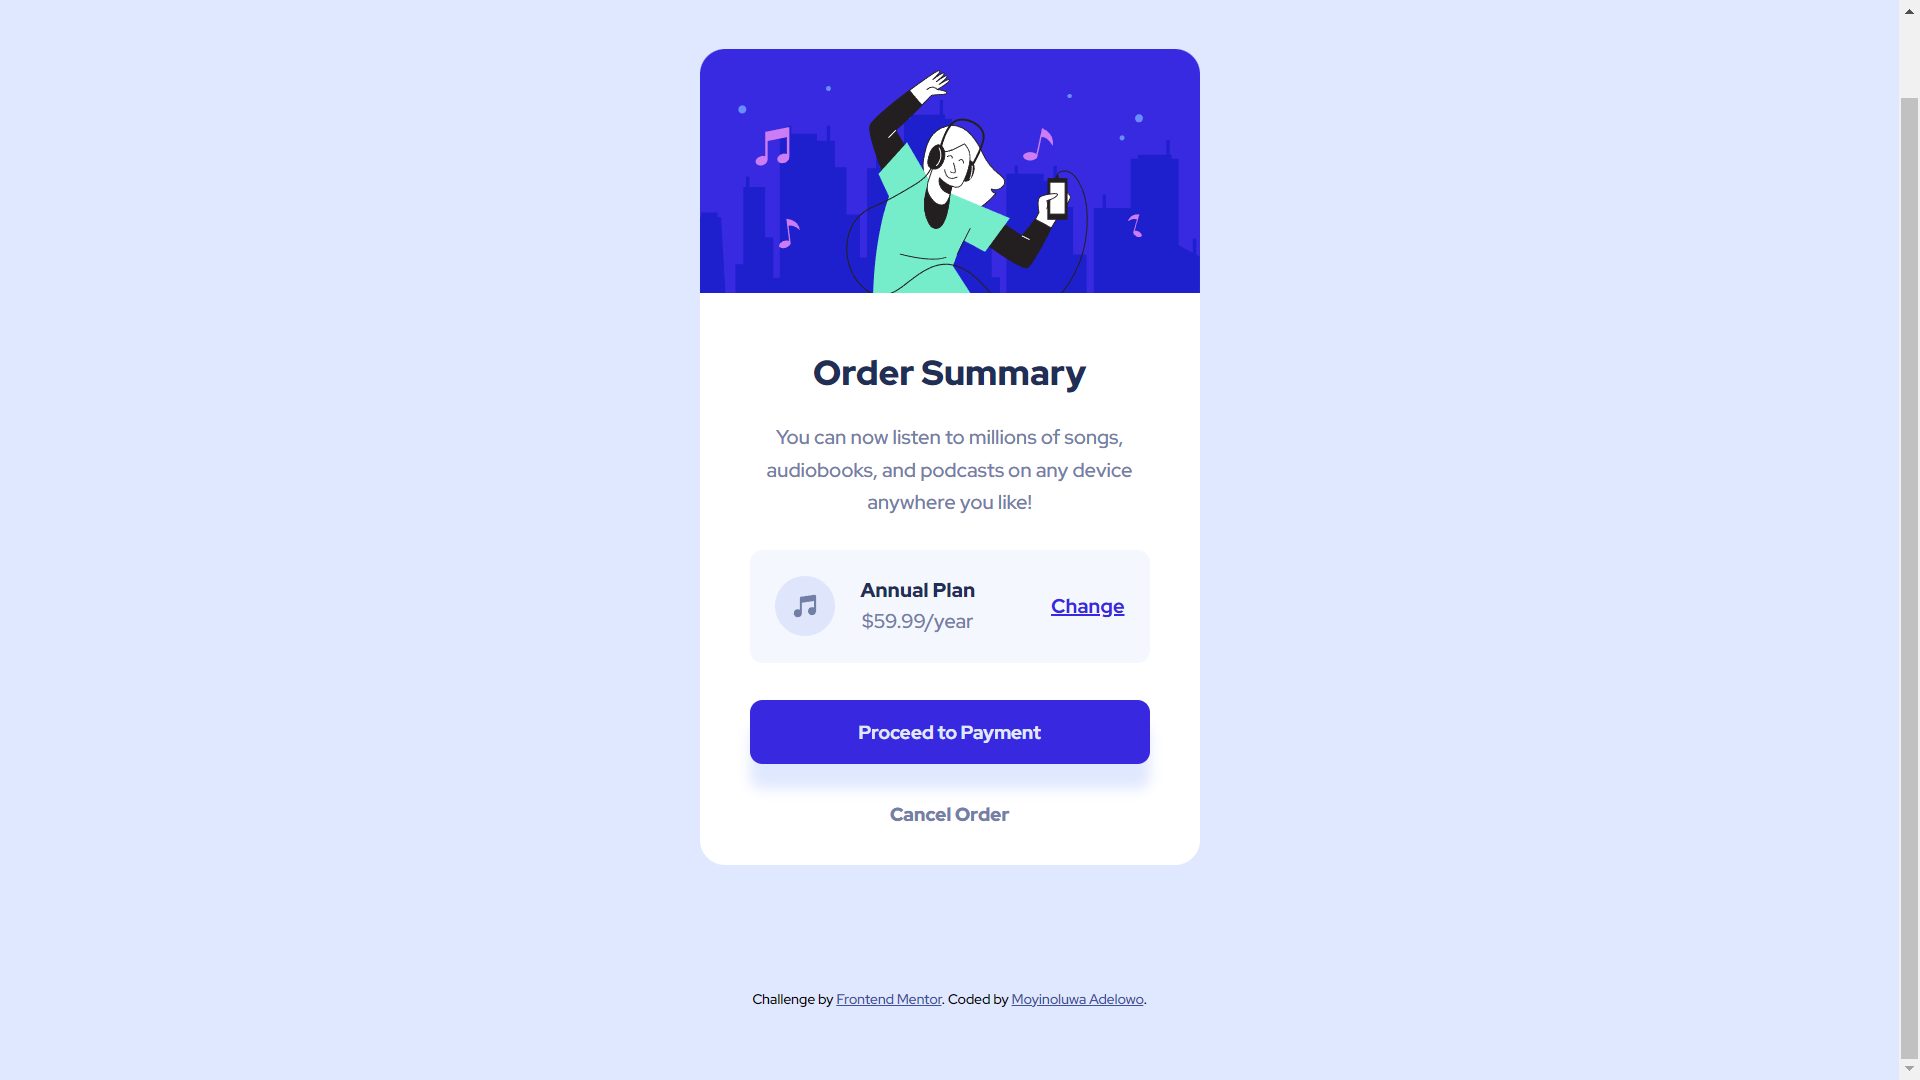 Order Summary
You can now listen to millions of songs,
audiobooks, and podcasts on any device
anywhere you like!
Annual Plan
$59.99/year
Change
Proceed to Payment
Cancel Order
Challenge by Frontend Mentor. Coded by Moyinoluwa Adelowo.